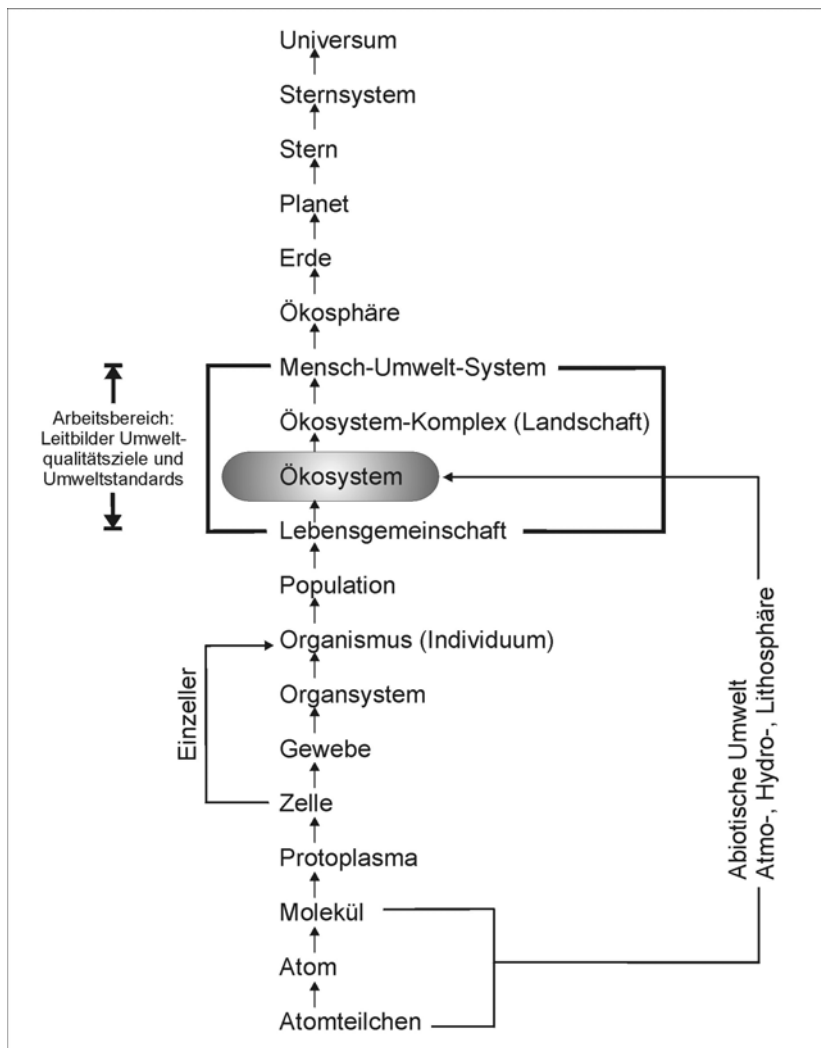 Universum
Sternsystem
Stern
Planet
Erde
Ökosphäre
Mensch-Umwelt-System
Arbeitsbereich:
Leitbilder Umwelt-
qualitätsziele und
Umweltstandards
Ökosystem-Komplex (Landschaft)
Ökosystem
Lebensgemeinschaft
Population
Organismus (Individuum)
Organsystem
Einzeller
Gewebe
Zelle
Protoplasma
Molekül
Atom
Atomteilchen
Abiotische Umwelt
Atmo-, Hydro-, Lithosphäre